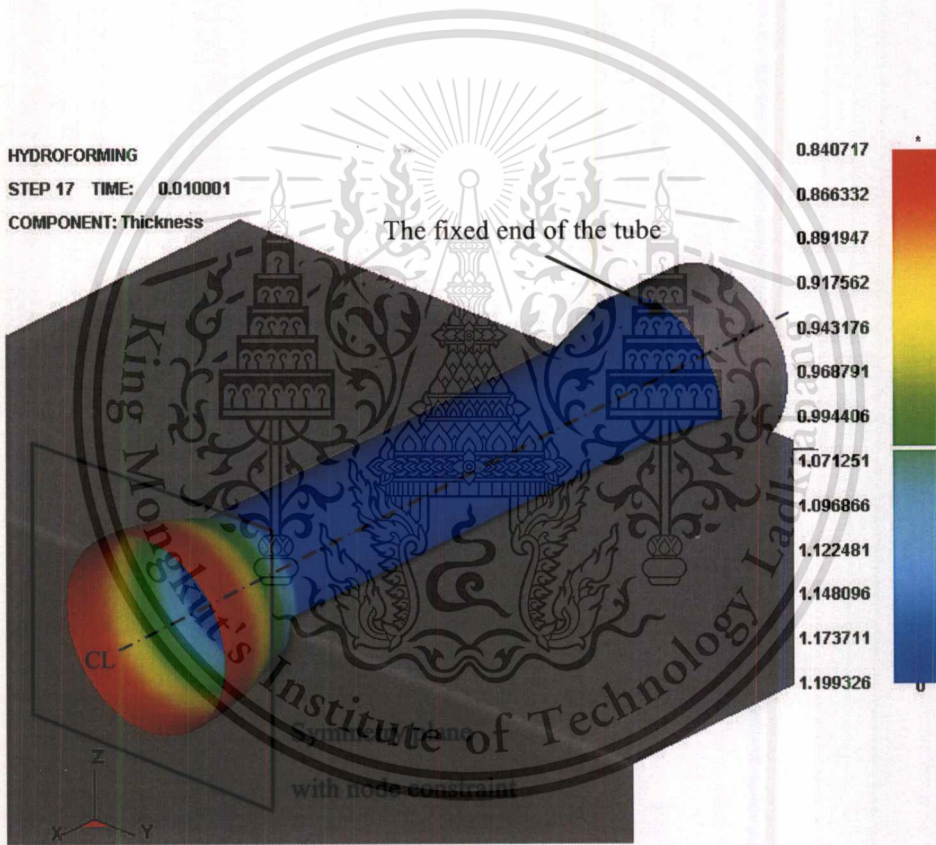 HYDROFORMING
STEP 17 TIME: 0.010001
COMPONENT: Thickness
The fixed end of the tube
0.840717
0.866332
0.891947
0.917562
0.943176
0.968791
0.994406
1.071251
1.096866
1.122481
1.148096
1.173711
1.199326
*
0
CL
Symmetry plane
with node constraint
Z
X
Y
King Mongkut's Institute of Technology Ladkrabang